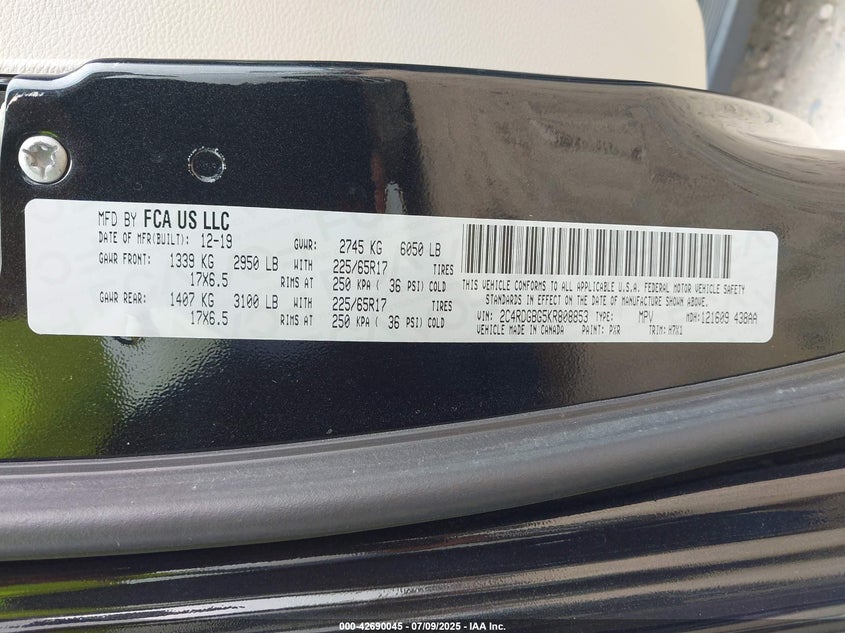 MFD BY FCA US LLC
DATE OF MFR(BUILT): 12-19 GVWR: 2745 KG 6050 LB
GAWR FRONT: 1339 KG 2950 LB WITH 225/65R17 TIRES
17X6.5 RIMS AT 250 KPA ( 36 PSI) COLD
GAWR REAR: 1407 KG 3100 LB WITH 225/65R17 TIRES
17X6.5 RIMS AT 250 KPA ( 36 PSI) COLD
THIS VEHICLE CONFORMS TO ALL APPLICABLE U.S.A. FEDERAL MOTOR VEHICLE SAFETY
STANDARDS IN EFFECT ON THE DATE OF MANUFACTURE SHOWN ABOVE.
VIN: 2C4RDGBG5KR808853 TYPE: MPV MDH:121609 438AA
VEHICLE MADE IN CANADA PAINT: PXR TRIM: H7X1
000-42690045 - 07/09/2025 - IAA Inc.